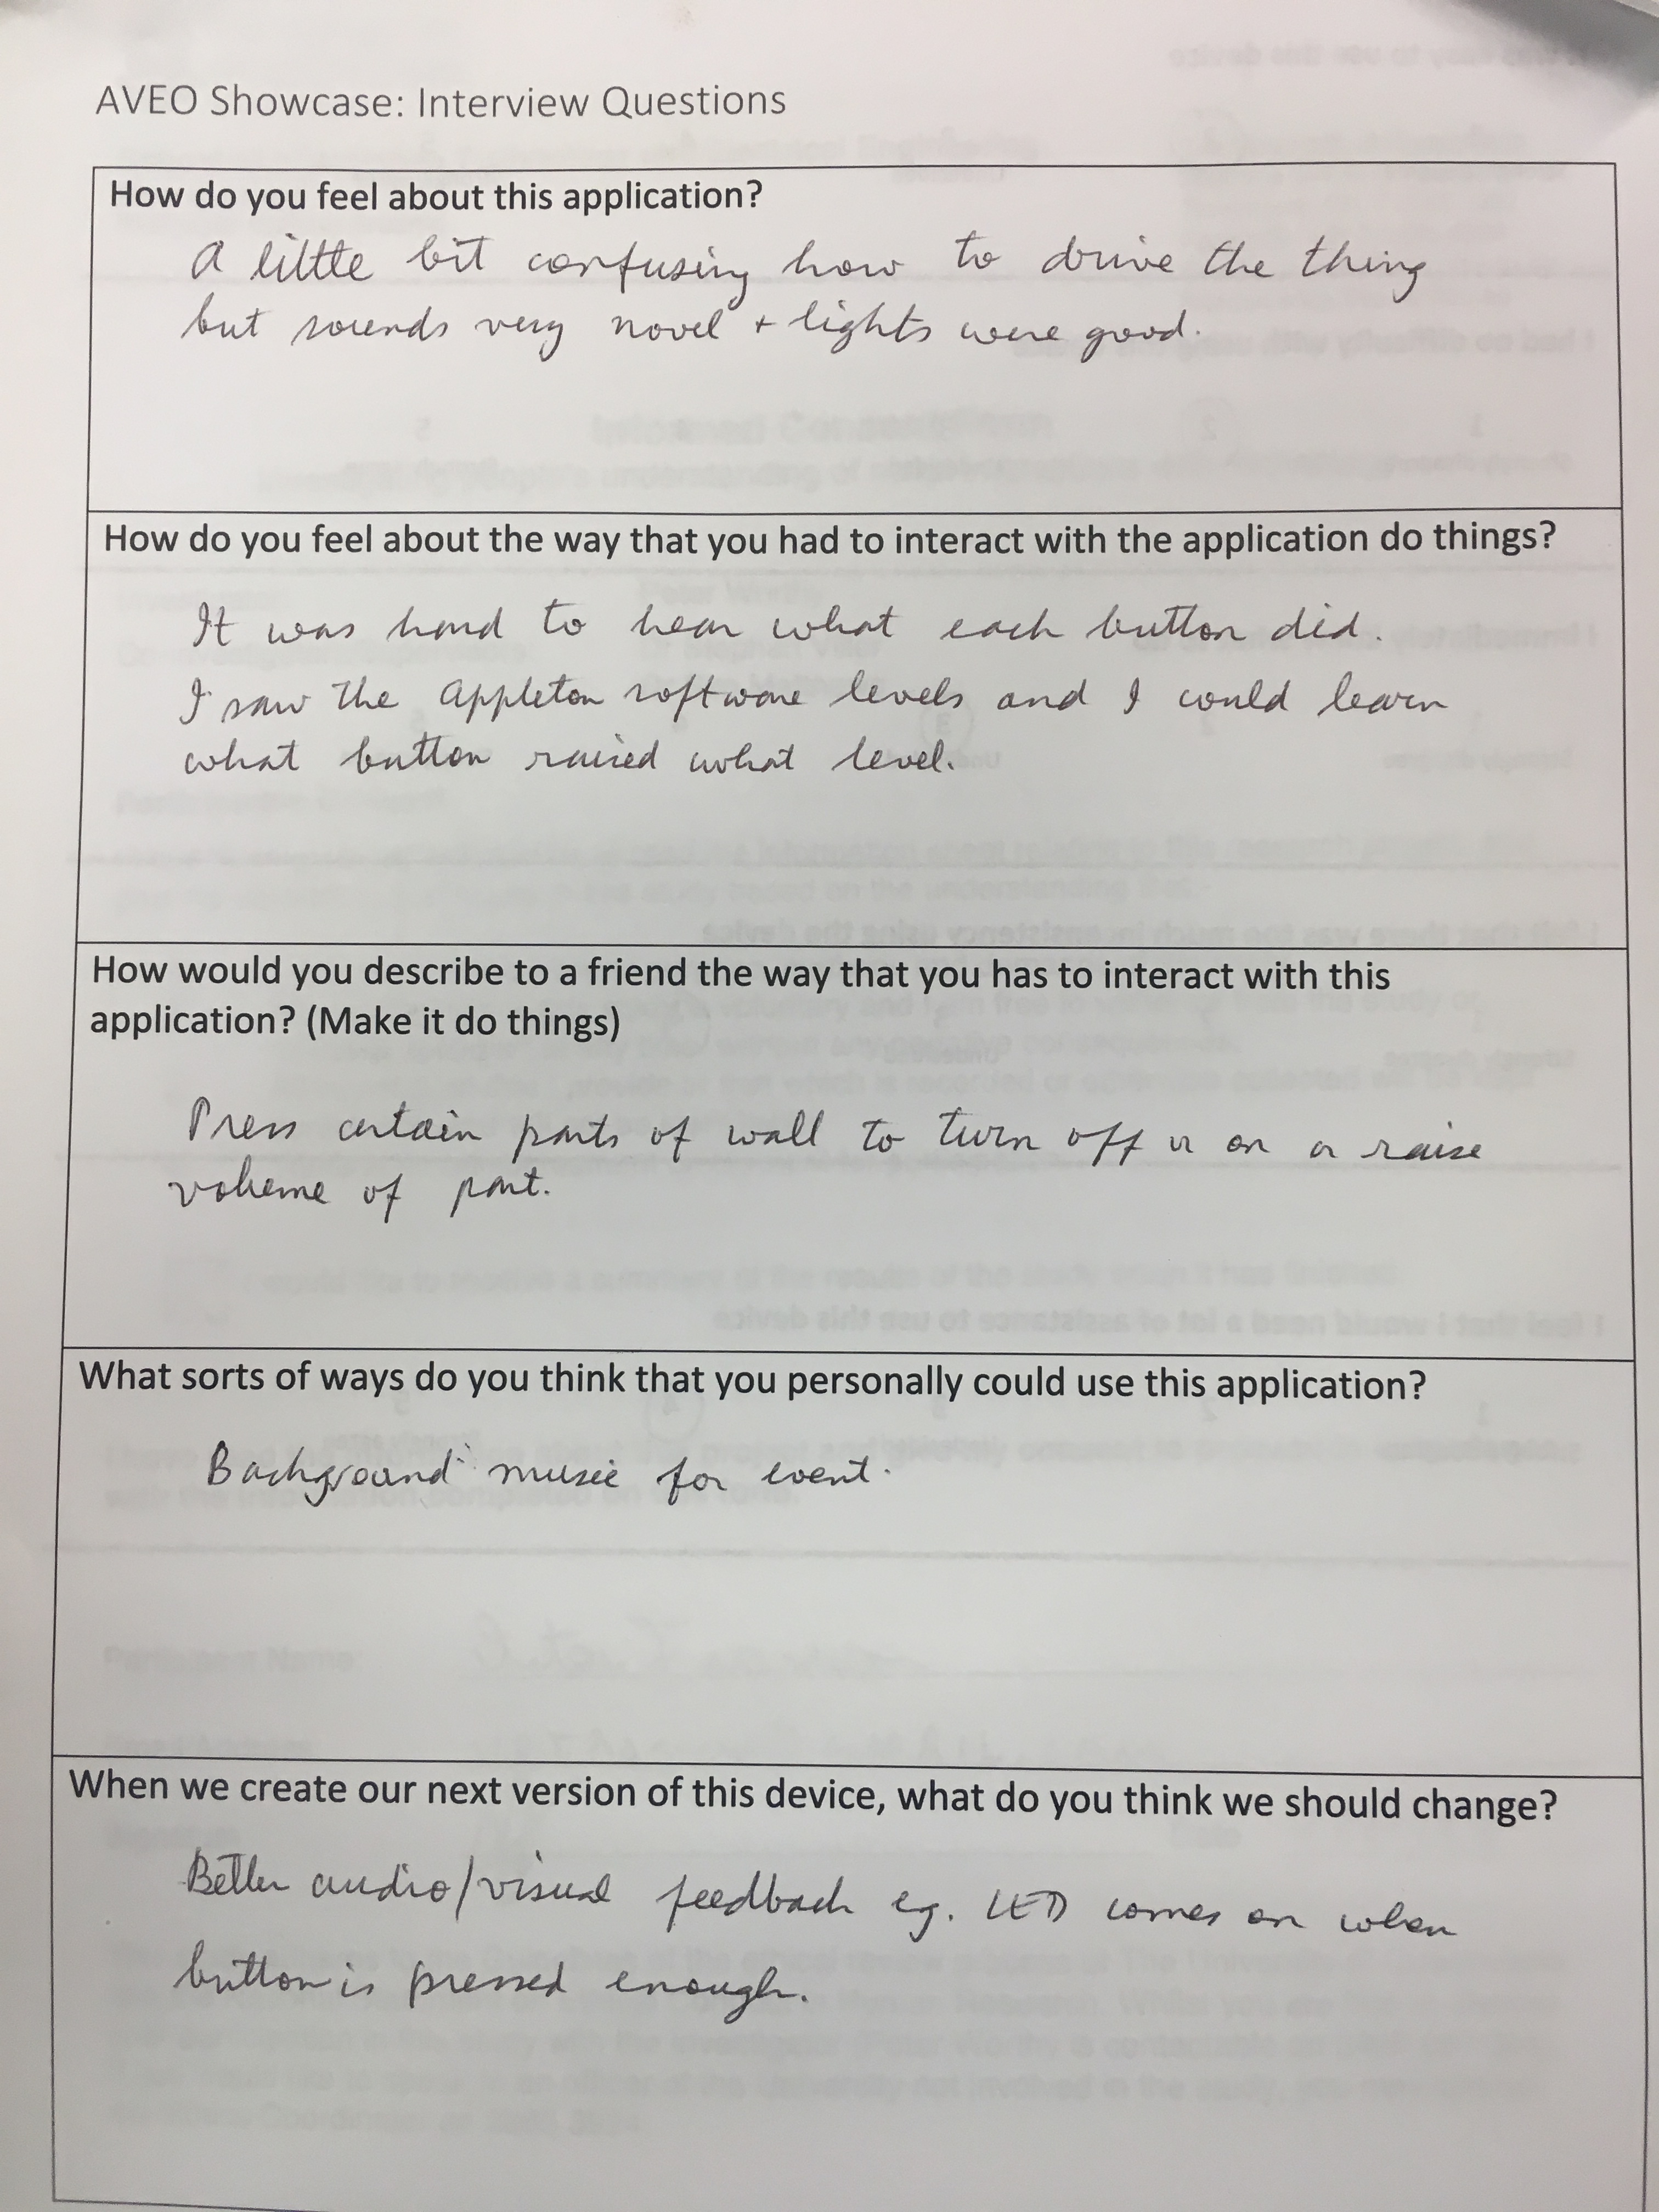 AVEO Showcase: Interview Questions
How do you feel about this application?
A little bit confusing how to drive the thing
but sounds very novel + lights were good.
How do you feel about the way that you had to interact with the application do things?
It was hard to hear what each button did.
I saw the Appleton software levels and I could learn
what button raised what level.
How would you describe to a friend the way that you has to interact with this
application? (Make it do things)
Press certain parts of wall to turn off or on or raise
volume of part.
What sorts of ways do you think that you personally could use this application?
Background music for event.
When we create our next version of this device, what do you think we should change?
Better audio/visual feedback eg. LED comes on when
button is pressed enough.